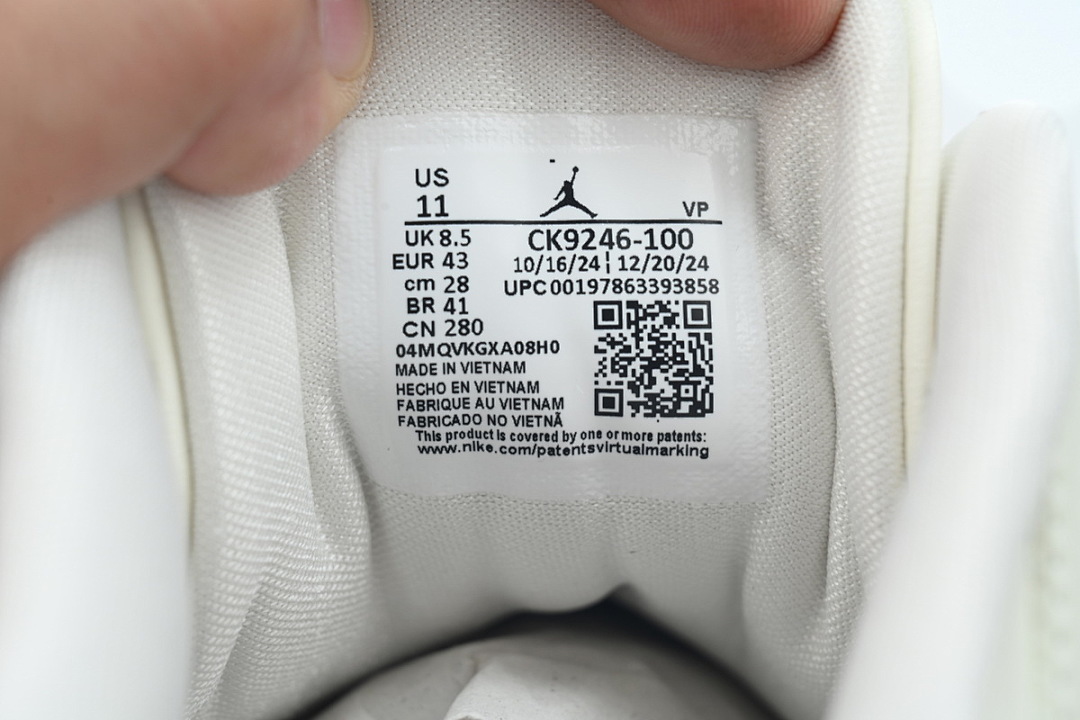 US
11
VP
UK 8.5
CK9246-100
EUR 43
10/16/24 ¦ 12/20/24
cm 28
UPC 00197863393858
BR 41
CN 280
04MQVKGXA08H0
MADE IN VIETNAM
HECHO EN VIETNAM
FABRIQUE AU VIETNAM
FABRICADO NO VIETNÃ
This product is covered by one or more patents:
www.nike.com/patentsvirtualmarking